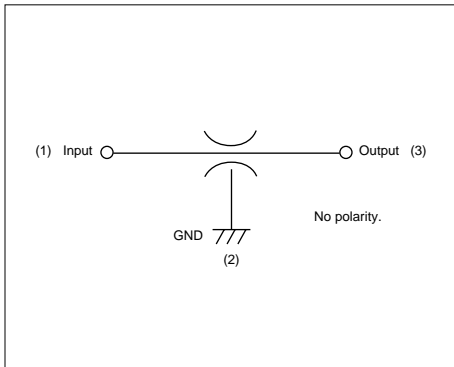 (1) Input Output (3)
No polarity.
GND
(2)